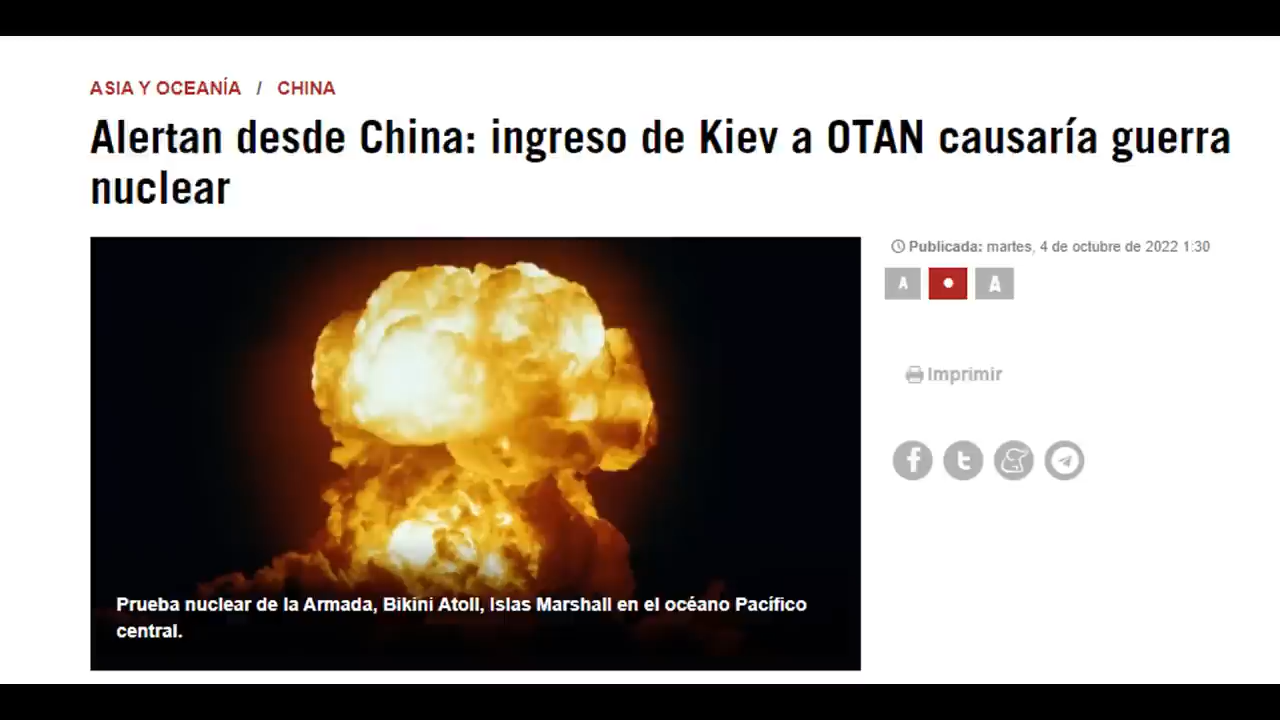 ASIA Y OCEANÍA / CHINA
Alertan desde China: ingreso de Kiev a OTAN causaría guerra
nuclear
Publicada: martes, 4 de octubre de 2022 1:30
A A
Imprimir
Prueba nuclear de la Armada, Bikini Atoll, Islas Marshall en el océano Pacífico
central.